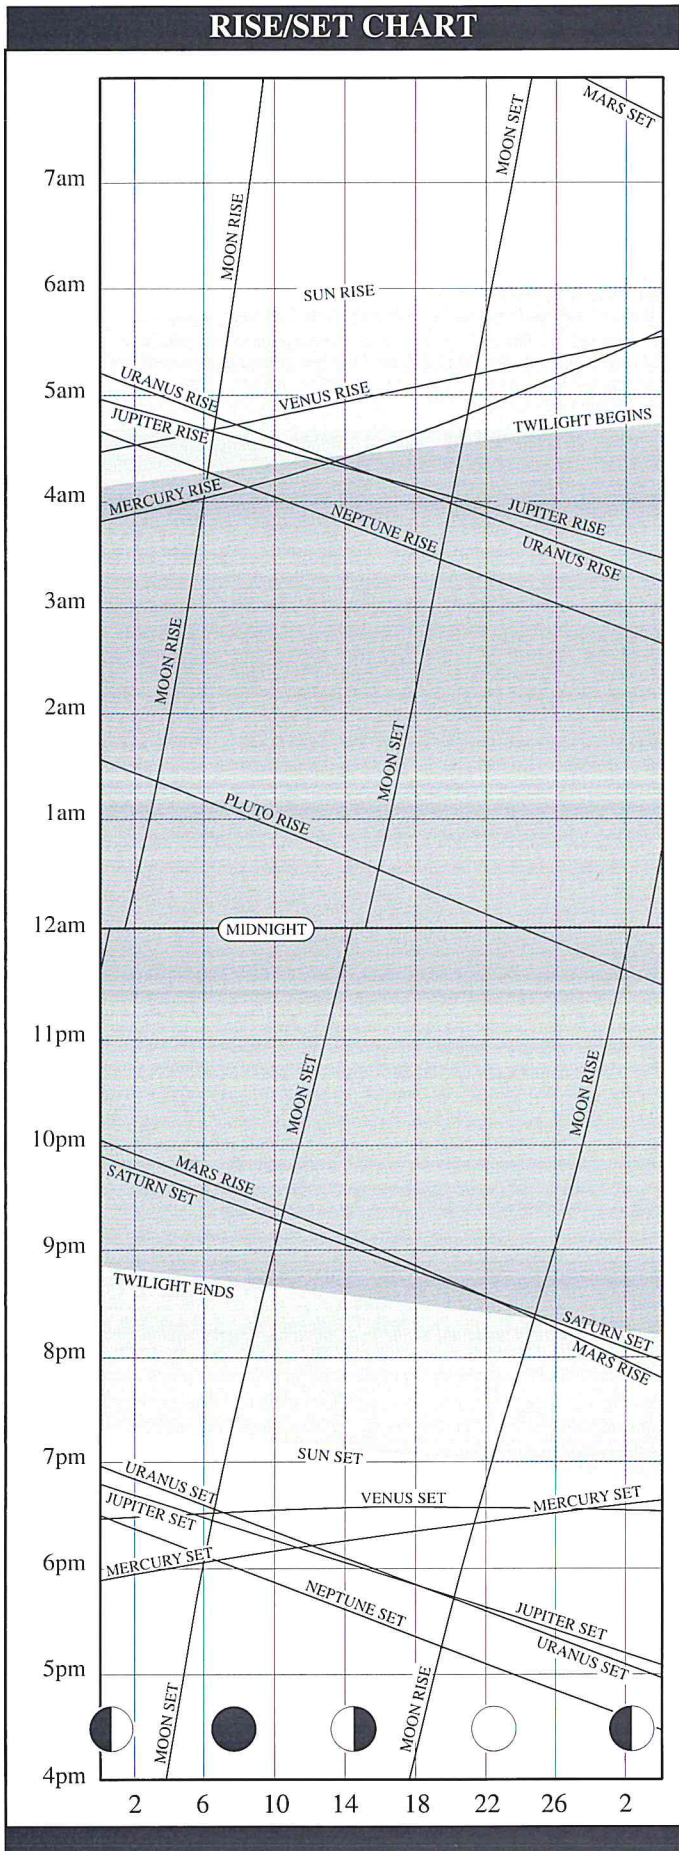 RISE/SET CHART
MARS SET
MOON SET
7am
MOON RISE
6am
SUN RISE
URANUS RISE
5am
VENUS RISE
JUPITER RISE
TWILIGHT BEGINS
MERCURY RISE
4am
NEPTUNE RISE
JUPITER RISE
URANUS RISE
3am
MOON RISE
2am
MOON SET
PLUTO RISE
1am
12am
MIDNIGHT
11pm
MOON SET
MOON RISE
10pm
MARS RISE
SATURN SET
9pm
TWILIGHT ENDS
SATURN SET
8pm
MARS RISE
SUN SET
7pm
URANUS SET
VENUS SET
MERCURY SET
JUPITER SET
MERCURY SET
6pm
NEPTUNE SET
JUPITER SET
URANUS SET
5pm
MOON SET
MOON RISE
4pm
2 6 10 14 18 22 26 2